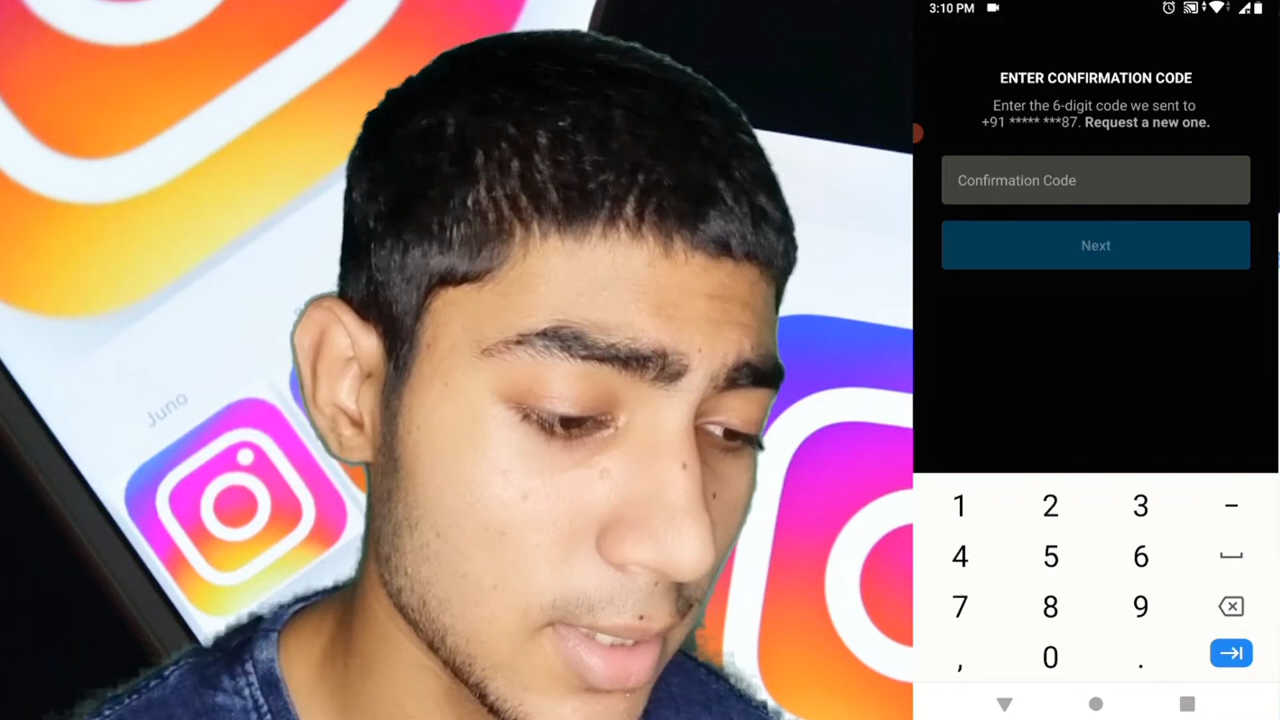 3:10 PM
ENTER CONFIRMATION CODE
Enter the 6-digit code we sent to
+91 ***** ***87. Request a new one.
Confirmation Code
Next
Juno
1 2 3 -
4 5 6
7 8 9
, 0 .